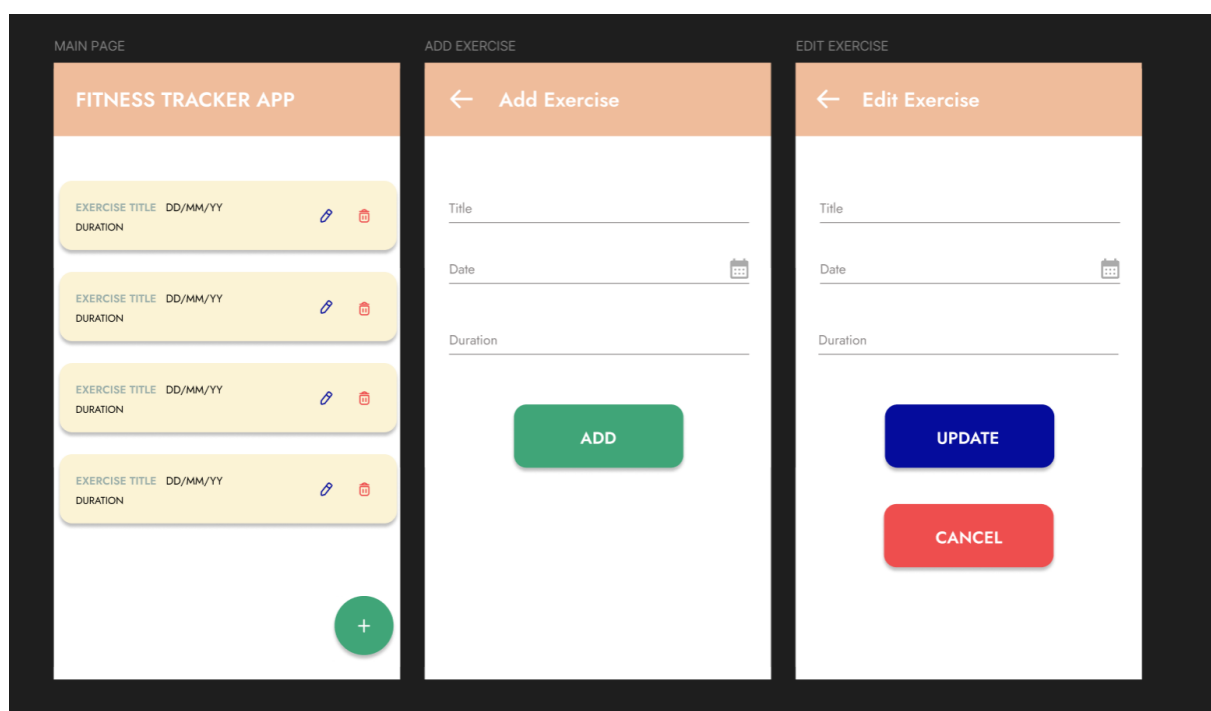 MAIN PAGE
FITNESS TRACKER APP
EXERCISE TITLE DD/MM/YY
DURATION
EXERCISE TITLE DD/MM/YY
DURATION
EXERCISE TITLE DD/MM/YY
DURATION
EXERCISE TITLE DD/MM/YY
DURATION
+
ADD EXERCISE
← Add Exercise
Title
Date
Duration
ADD
EDIT EXERCISE
← Edit Exercise
Title
Date
Duration
UPDATE
CANCEL